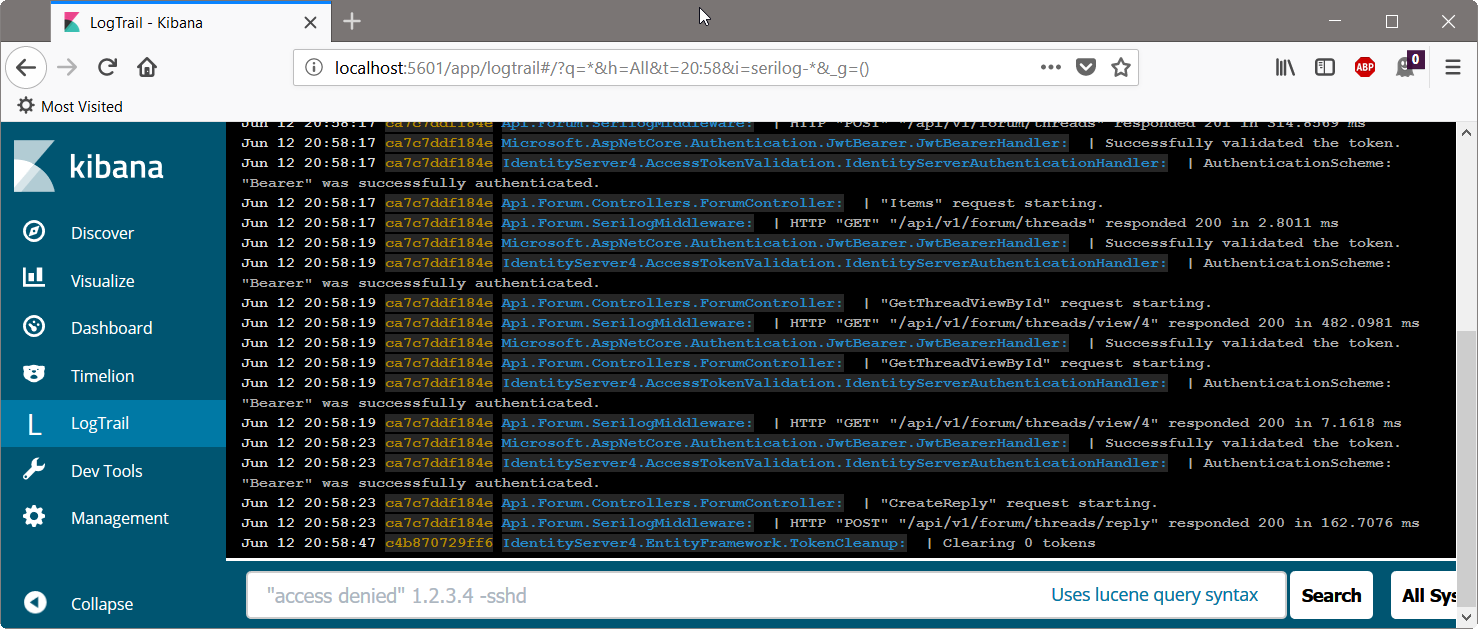 LogTrail - Kibana
localhost:5601/app/logtrail#/?q=*&h=All&t=20:58&i=serilog-*&_g=()
ABP
0
Most Visited
kibana
Discover
Visualize
Dashboard
Timelion
L LogTrail
Dev Tools
Management
Collapse
Jun 12 20:58:17 ca7c7ddf184e Api.Forum.SerilogMiddleware: | HTTP "POST" "/api/v1/forum/threads" responded 201 in 314.6569 ms
Jun 12 20:58:17 ca7c7ddf184e Microsoft.AspNetCore.Authentication.JwtBearer.JwtBearerHandler: | Successfully validated the token.
Jun 12 20:58:17 ca7c7ddf184e IdentityServer4.AccessTokenValidation.IdentityServerAuthenticationHandler: | AuthenticationScheme:
"Bearer" was successfully authenticated.
Jun 12 20:58:17 ca7c7ddf184e Api.Forum.Controllers.ForumController: | "Items" request starting.
Jun 12 20:58:17 ca7c7ddf184e Api.Forum.SerilogMiddleware: | HTTP "GET" "/api/v1/forum/threads" responded 200 in 2.8011 ms
Jun 12 20:58:19 ca7c7ddf184e Microsoft.AspNetCore.Authentication.JwtBearer.JwtBearerHandler: | Successfully validated the token.
Jun 12 20:58:19 ca7c7ddf184e IdentityServer4.AccessTokenValidation.IdentityServerAuthenticationHandler: | AuthenticationScheme:
"Bearer" was successfully authenticated.
Jun 12 20:58:19 ca7c7ddf184e Api.Forum.Controllers.ForumController: | "GetThreadViewById" request starting.
Jun 12 20:58:19 ca7c7ddf184e Api.Forum.SerilogMiddleware: | HTTP "GET" "/api/v1/forum/threads/view/4" responded 200 in 482.0981 ms
Jun 12 20:58:19 ca7c7ddf184e Microsoft.AspNetCore.Authentication.JwtBearer.JwtBearerHandler: | Successfully validated the token.
Jun 12 20:58:19 ca7c7ddf184e Api.Forum.Controllers.ForumController: | "GetThreadViewById" request starting.
Jun 12 20:58:19 ca7c7ddf184e IdentityServer4.AccessTokenValidation.IdentityServerAuthenticationHandler: | AuthenticationScheme:
"Bearer" was successfully authenticated.
Jun 12 20:58:19 ca7c7ddf184e Api.Forum.SerilogMiddleware: | HTTP "GET" "/api/v1/forum/threads/view/4" responded 200 in 7.1618 ms
Jun 12 20:58:23 ca7c7ddf184e Microsoft.AspNetCore.Authentication.JwtBearer.JwtBearerHandler: | Successfully validated the token.
Jun 12 20:58:23 ca7c7ddf184e IdentityServer4.AccessTokenValidation.IdentityServerAuthenticationHandler: | AuthenticationScheme:
"Bearer" was successfully authenticated.
Jun 12 20:58:23 ca7c7ddf184e Api.Forum.Controllers.ForumController: | "CreateReply" request starting.
Jun 12 20:58:23 ca7c7ddf184e Api.Forum.SerilogMiddleware: | HTTP "POST" "/api/v1/forum/threads/reply" responded 200 in 162.7076 ms
Jun 12 20:58:47 c4b870729ff6 IdentityServer4.EntityFramework.TokenCleanup: | Clearing 0 tokens
"access denied" 1.2.3.4 -sshd Uses lucene query syntax Search All Sys